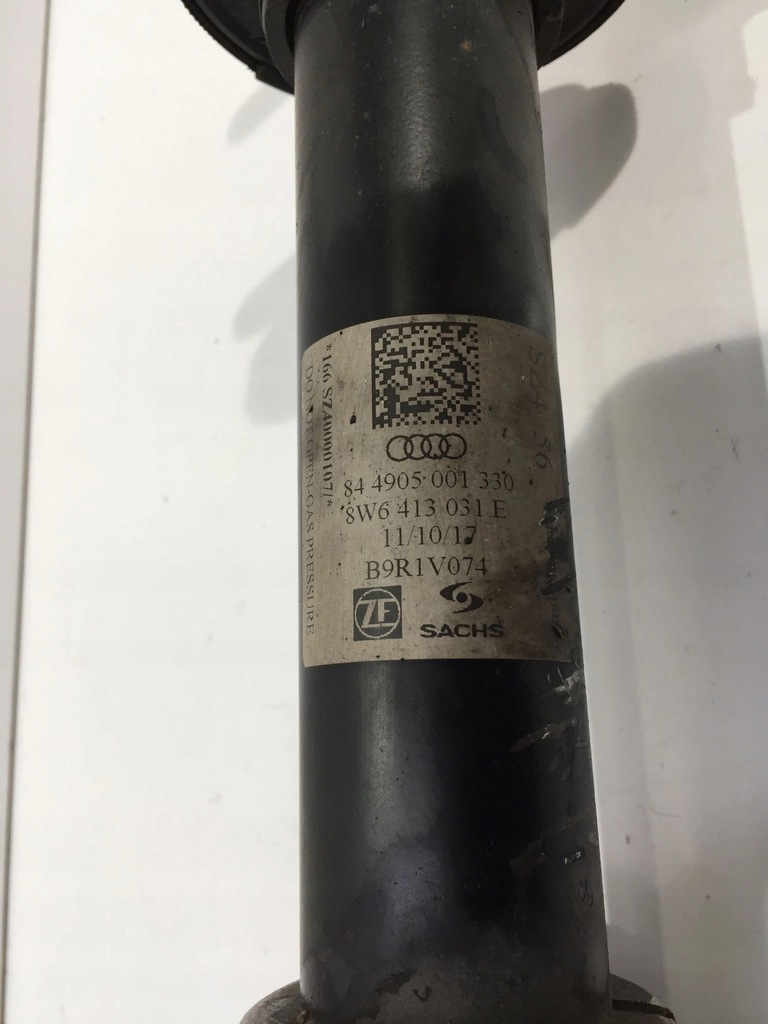 84 4905 001 330
8W6 413 031 E
11/10/17
B9R1V074
ZF
SACHS
DO NOT OPEN-GAS PRESSURE